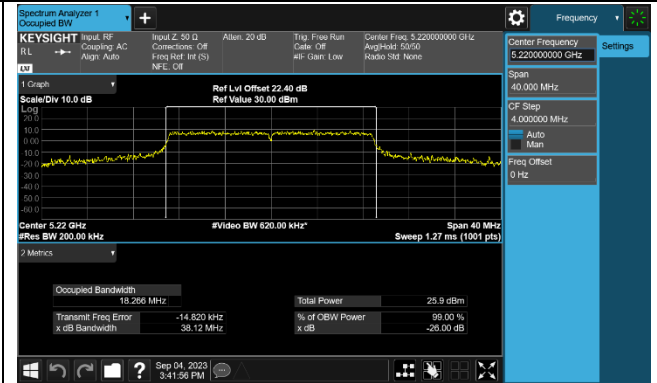 Spectrum Analyzer 1
Occupied BW
+
Frequency
KEYSIGHT
RL
LXI
Input: RF
Coupling: AC
Align: Auto
Input Z: 50 Ω
Corrections: Off
Freq Ref: Int (S)
NFE: Off
Atten: 20 dB
Trig: Free Run
Gate: Off
#IF Gain: Low
Center Freq: 5.220000000 GHz
Avg|Hold: 50/50
Radio Std: None
Center Frequency
5.220000000 GHz
Settings
Span
40.000 MHz
CF Step
4.000000 MHz
Auto
Man
Freq Offset
0 Hz
1 Graph
Scale/Div 10.0 dB
Ref Lvl Offset 22.40 dB
Ref Value 30.00 dBm
Log
20.0
10.0
0.00
-10.0
-20.0
-30.0
-40.0
-50.0
-60.0
Center 5.22 GHz
#Video BW 620.00 kHz*
Span 40 MHz
#Res BW 200.00 kHz
Sweep 1.27 ms (1001 pts)
2 Metrics
Occupied Bandwidth
18.266 MHz
Total Power 25.9 dBm
Transmit Freq Error -14.820 kHz
% of OBW Power 99.00 %
x dB Bandwidth 38.12 MHz
x dB -26.00 dB
?
Sep 04, 2023
3:41:56 PM